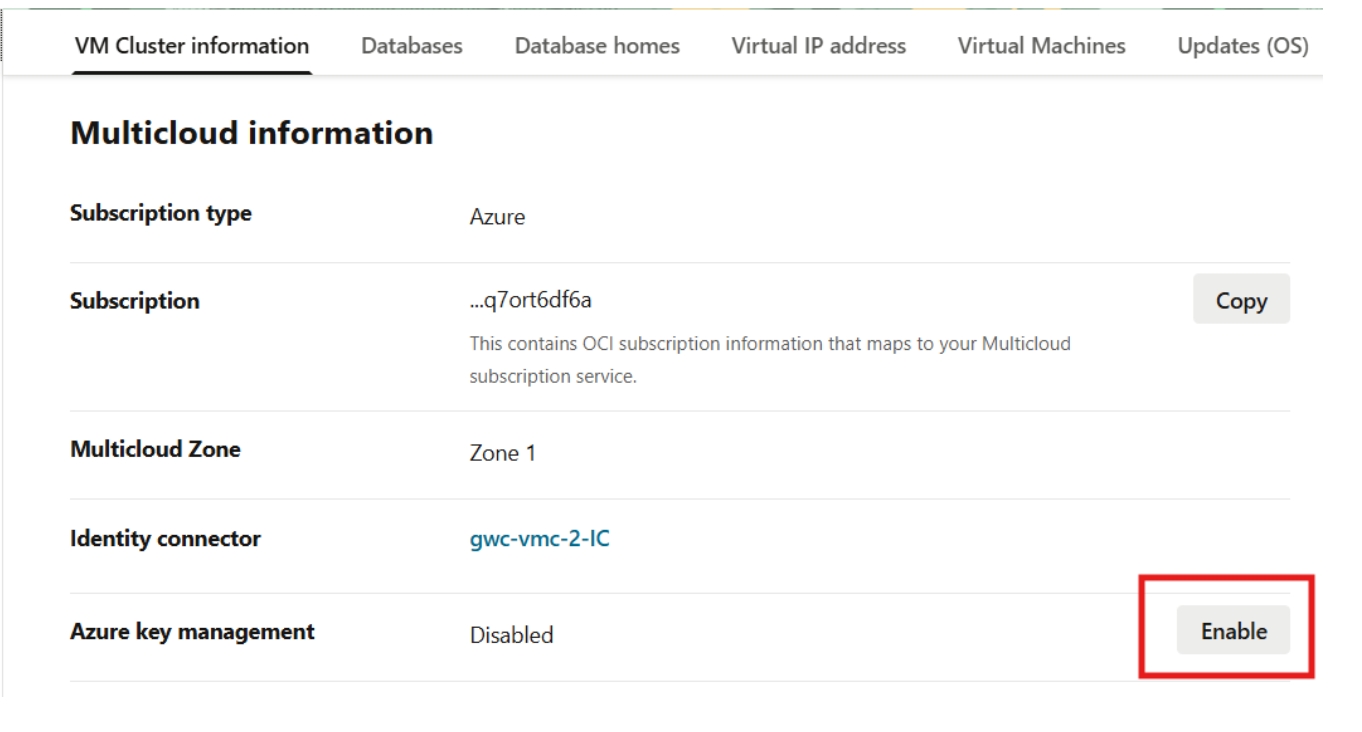 VM Cluster information Databases Database homes Virtual IP address Virtual Machines Updates (OS)
Multicloud information
Subscription type Azure
Subscription ...q7ort6df6a Copy
This contains OCI subscription information that maps to your Multicloud
subscription service.
Multicloud Zone Zone 1
Identity connector gwc-vmc-2-IC
Azure key management Disabled Enable